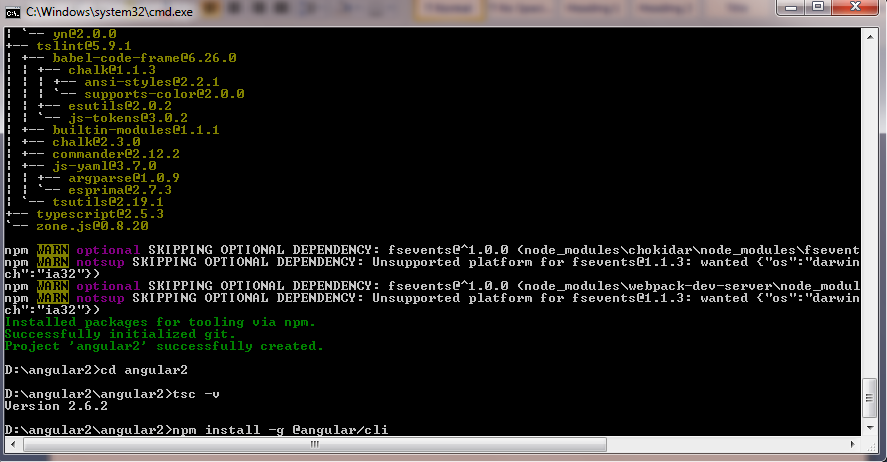 C:\Windows\system32\cmd.exe
¦ `-- yn@2.0.0
+-- tslint@5.9.1
¦ +-- babel-code-frame@6.26.0
¦ ¦ +-- chalk@1.1.3
¦ ¦ ¦ +-- ansi-styles@2.2.1
¦ ¦ ¦ `-- supports-color@2.0.0
¦ ¦ +-- esutils@2.0.2
¦ ¦ `-- js-tokens@3.0.2
¦ +-- builtin-modules@1.1.1
¦ +-- chalk@2.3.0
¦ +-- commander@2.12.2
¦ +-- js-yaml@3.7.0
¦ ¦ +-- argparse@1.0.9
¦ ¦ `-- esprima@2.7.3
¦ `-- tsutils@2.19.1
+-- typescript@2.5.3
`-- zone.js@0.8.20
npm WARN optional SKIPPING OPTIONAL DEPENDENCY: fsevents@^1.0.0 (node_modules\chokidar\node_modules\fsevent
npm WARN notsup SKIPPING OPTIONAL DEPENDENCY: Unsupported platform for fsevents@1.1.3: wanted {"os":"darwin
ch":"ia32"})
npm WARN optional SKIPPING OPTIONAL DEPENDENCY: fsevents@^1.0.0 (node_modules\webpack-dev-server\node_modul
npm WARN notsup SKIPPING OPTIONAL DEPENDENCY: Unsupported platform for fsevents@1.1.3: wanted {"os":"darwin
ch":"ia32"})
Installed packages for tooling via npm.
Successfully initialized git.
Project 'angular2' successfully created.
D:\angular2>cd angular2
D:\angular2\angular2>tsc -v
Version 2.6.2
D:\angular2\angular2>npm install -g @angular/cli